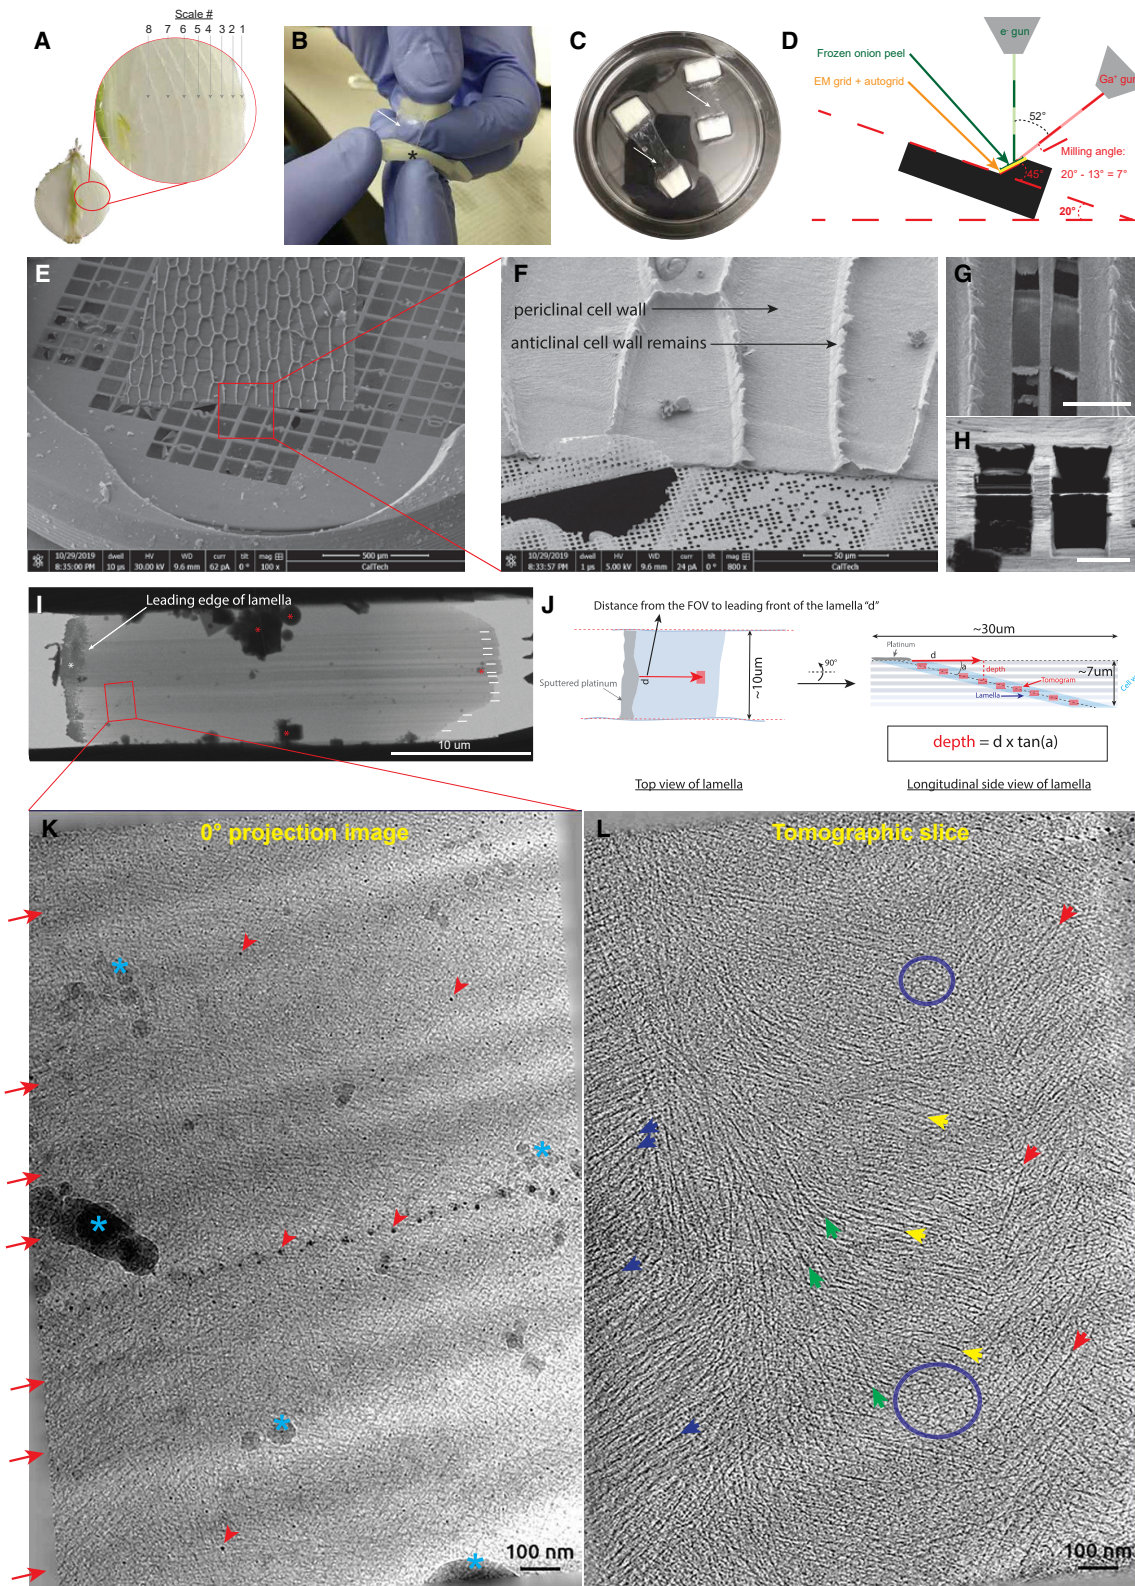 A
Scale #
8 7 6 5 4 3 2 1
B
*
C
D
e- gun
Frozen onion peel
EM grid + autogrid
Ga+ gun
52°
Milling angle:
20° - 13° = 7°
45°
20°
E
10/29/2019 dwell HV WD curr tilt mag ⊞ 500 µm
8:35:00 PM 10 µs 30.00 kV 9.6 mm 62 pA 0° 100 x CalTech
F
periclinal cell wall
anticlinal cell wall remains
10/29/2019 dwell HV WD curr tilt mag ⊞ 50 µm
8:33:57 PM 1 µs 5.00 kV 9.6 mm 24 pA 0° 800 x CalTech
G
H
I
Leading edge of lamella
10 um
J
Distance from the FOV to leading front of the lamella "d"
Sputtered platinum
d
~10um
90°
~30um
Platinum
d
a
depth
Tomogram
Lamella
~7um
depth = d x tan(a)
Top view of lamella
Longitudinal side view of lamella
K
0° projection image
100 nm
L
Tomographic slice
100 nm